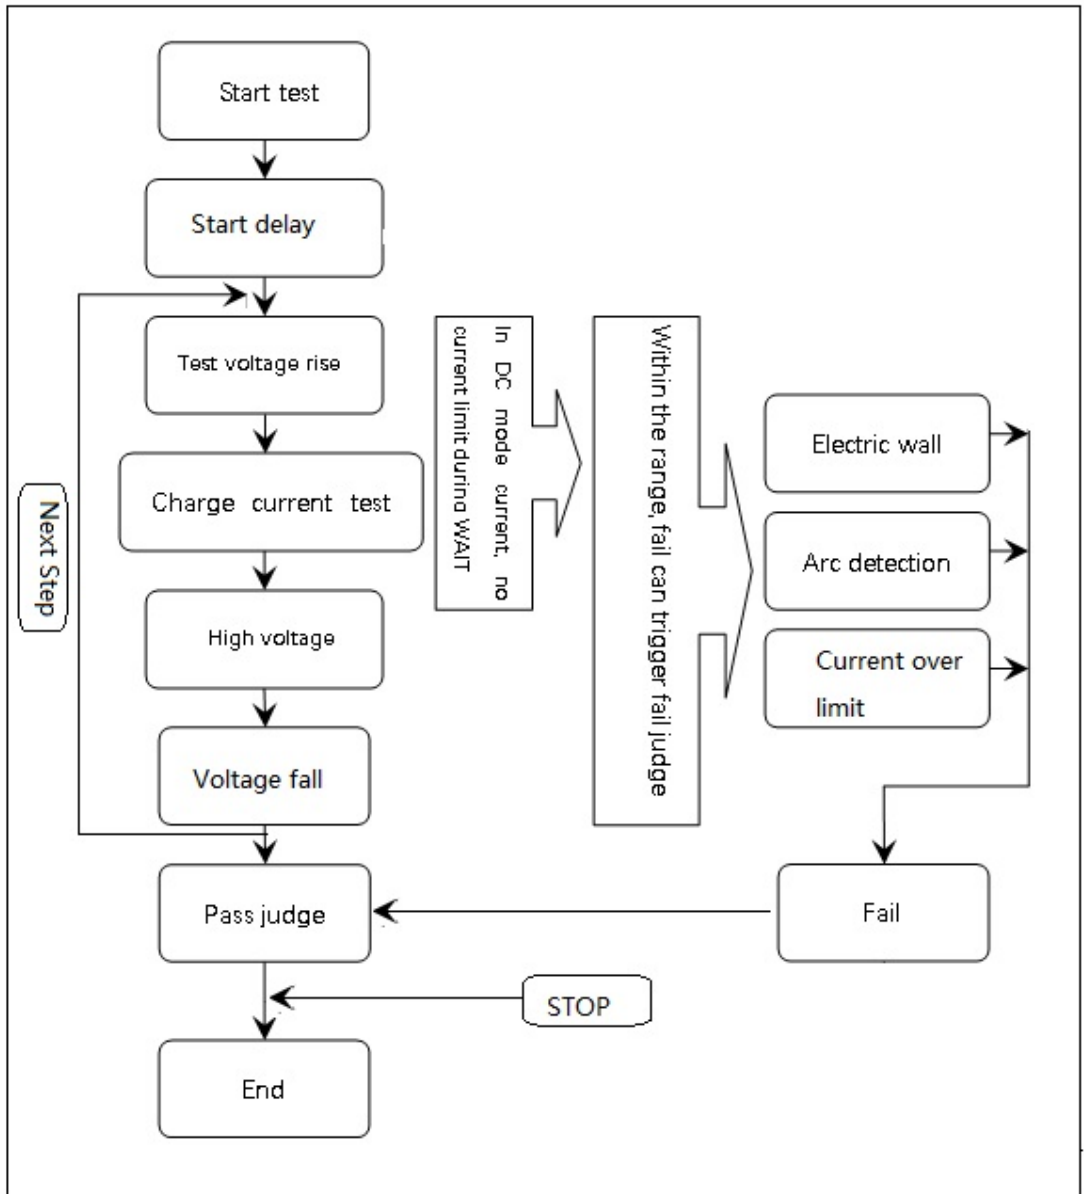 Start test
Start delay
Test voltage rise
Charge current test
High voltage
Voltage fall
Pass judge
End
Next Step
In DC mode current, no
current limit during WAIT
Within the range, fail can trigger fail judge
Electric wall
Arc detection
Current over
limit
Fail
STOP